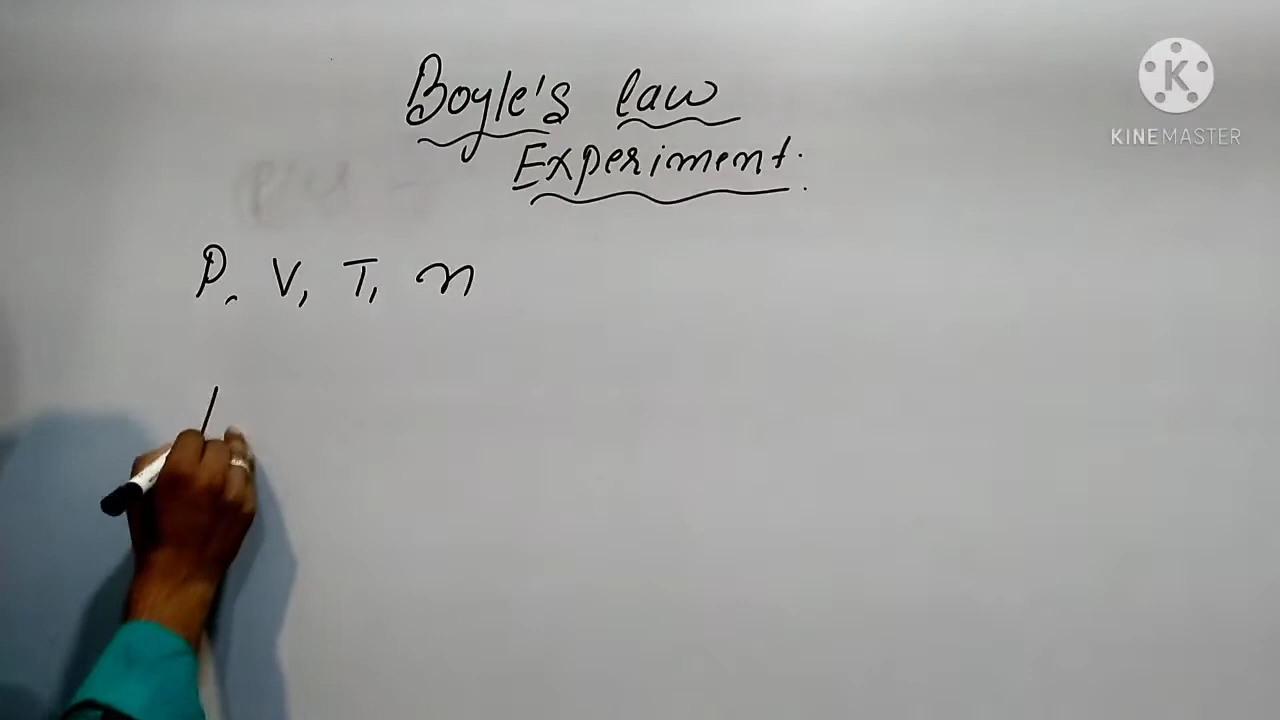 Boyle's law
Experiment.
P, V, T, n
K
KINEMASTER